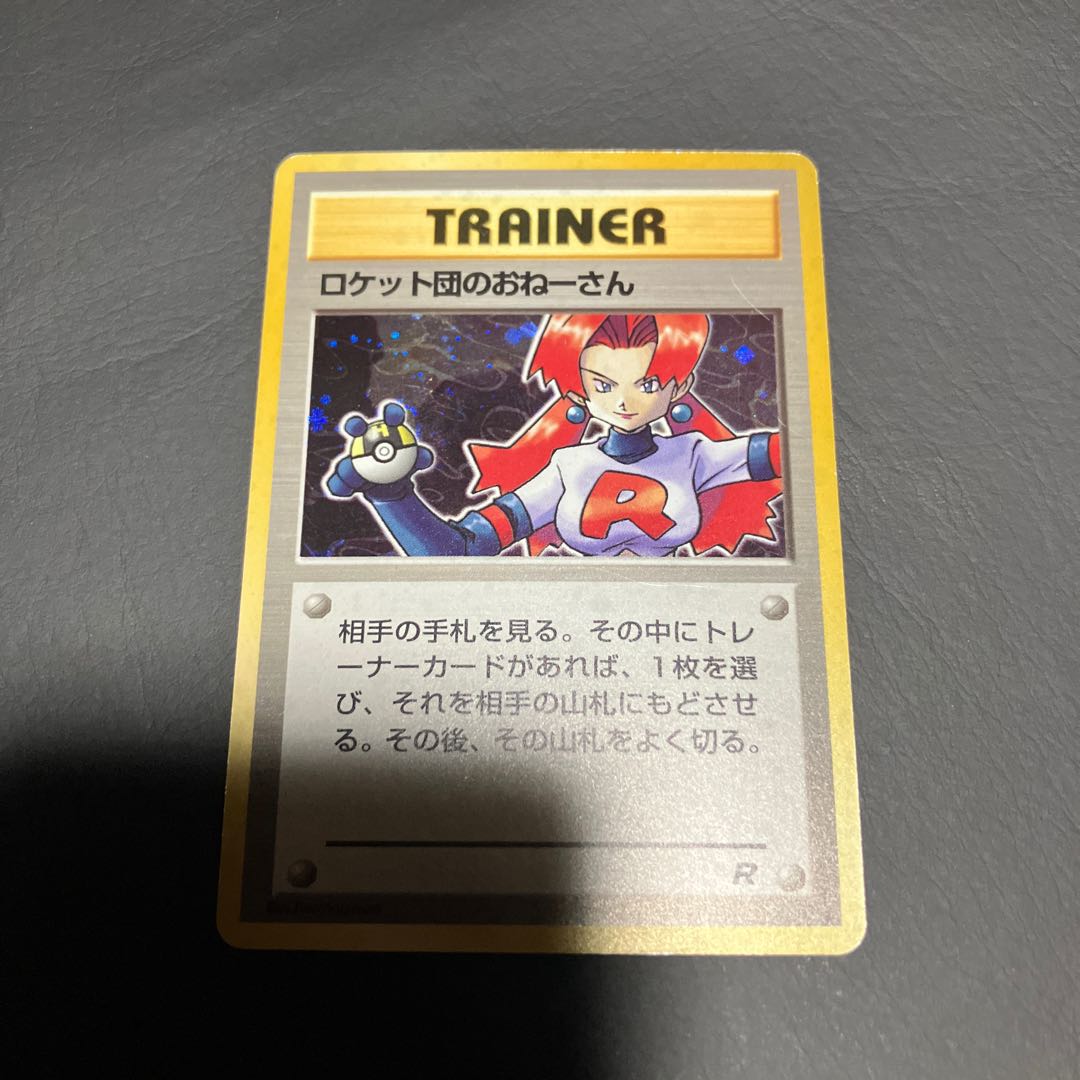 TRAINER
ロケット団のおねーさん
R
相手の手札を見る。その中にトレ
ーナーカードがあれば、1枚を選
び、それを相手の山札にもどさせ
る。その後、その山札をよく切る。
R